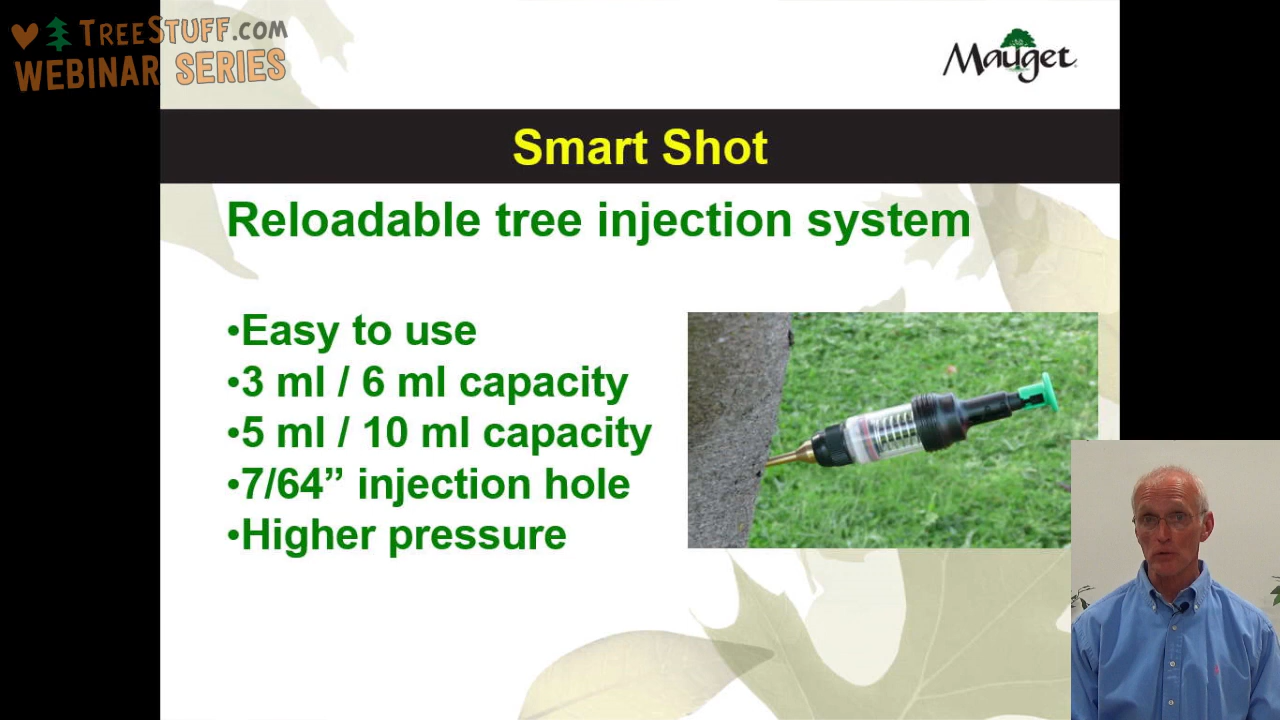 TREESTUFF.COM
WEBINAR SERIES
Mauget
Smart Shot
Reloadable tree injection system
•Easy to use
•3 ml / 6 ml capacity
•5 ml / 10 ml capacity
•7/64” injection hole
•Higher pressure